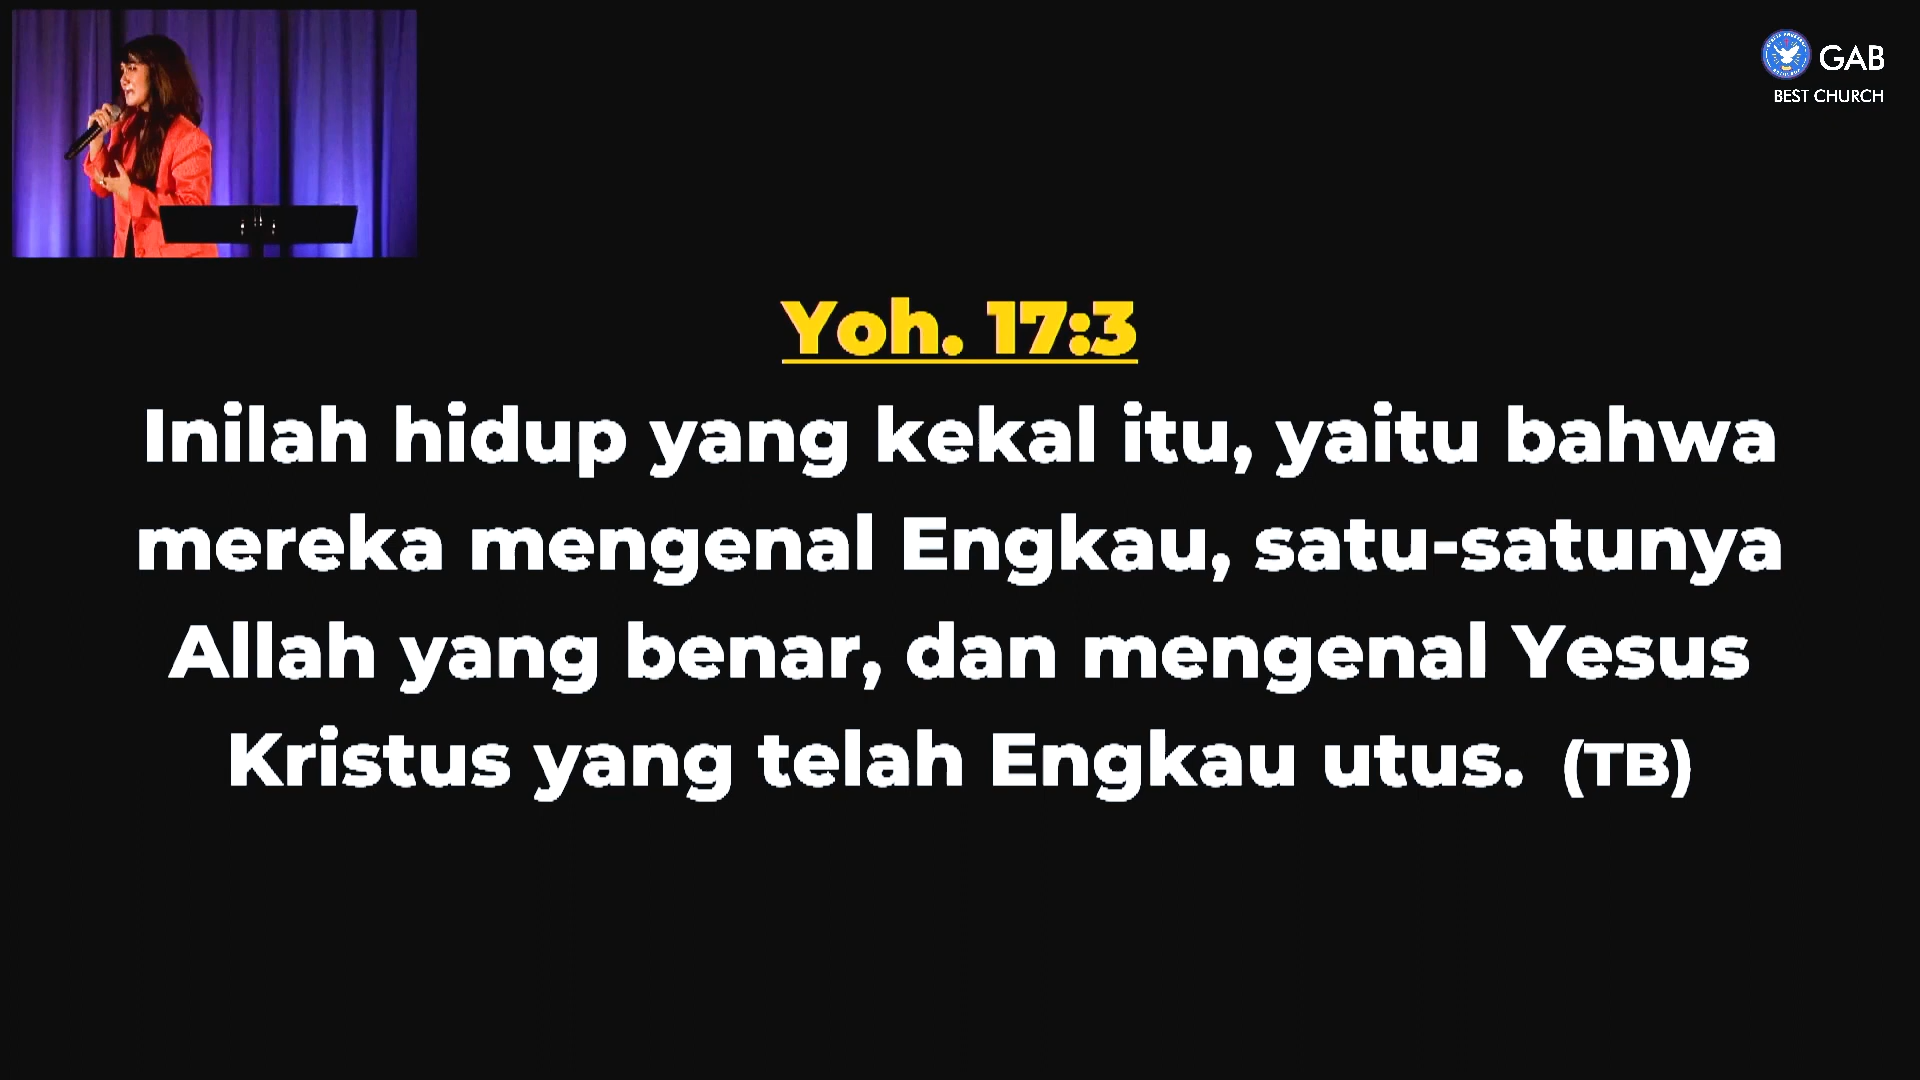 GAB
BEST CHURCH
Yoh. 17:3
Inilah hidup yang kekal itu, yaitu bahwa
mereka mengenal Engkau, satu-satunya
Allah yang benar, dan mengenal Yesus
Kristus yang telah Engkau utus. (TB)